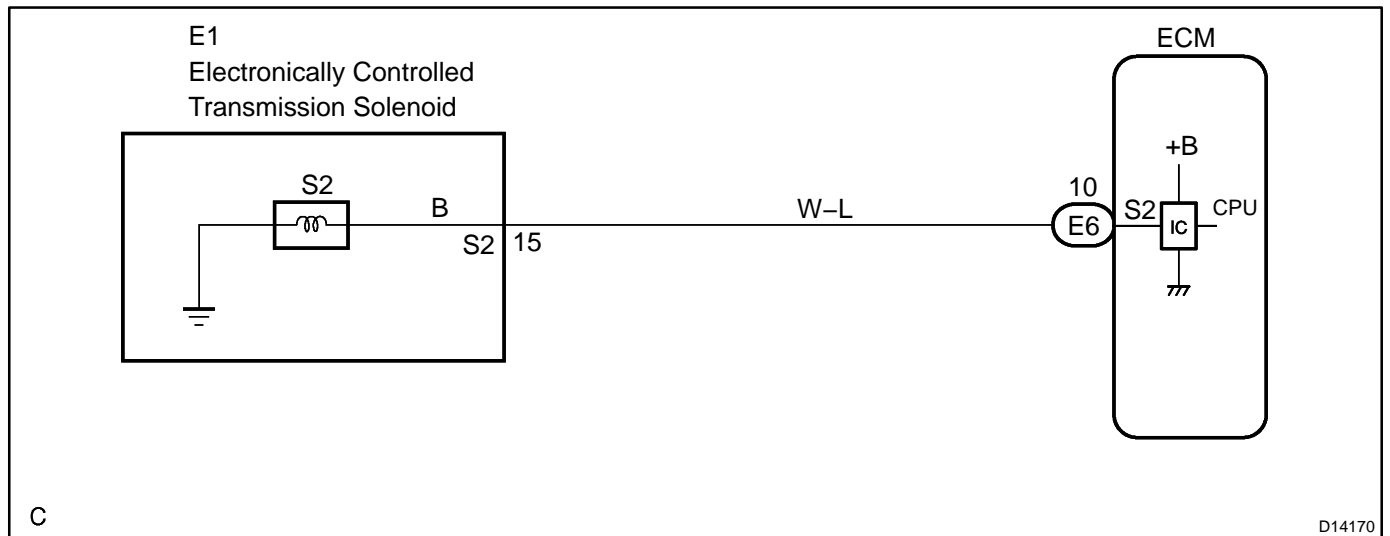 E1
Electronically Controlled
Transmission Solenoid
ECM
+B
S2
B
S2
15
W–L
10
E6
S2
IC
CPU
C
D14170